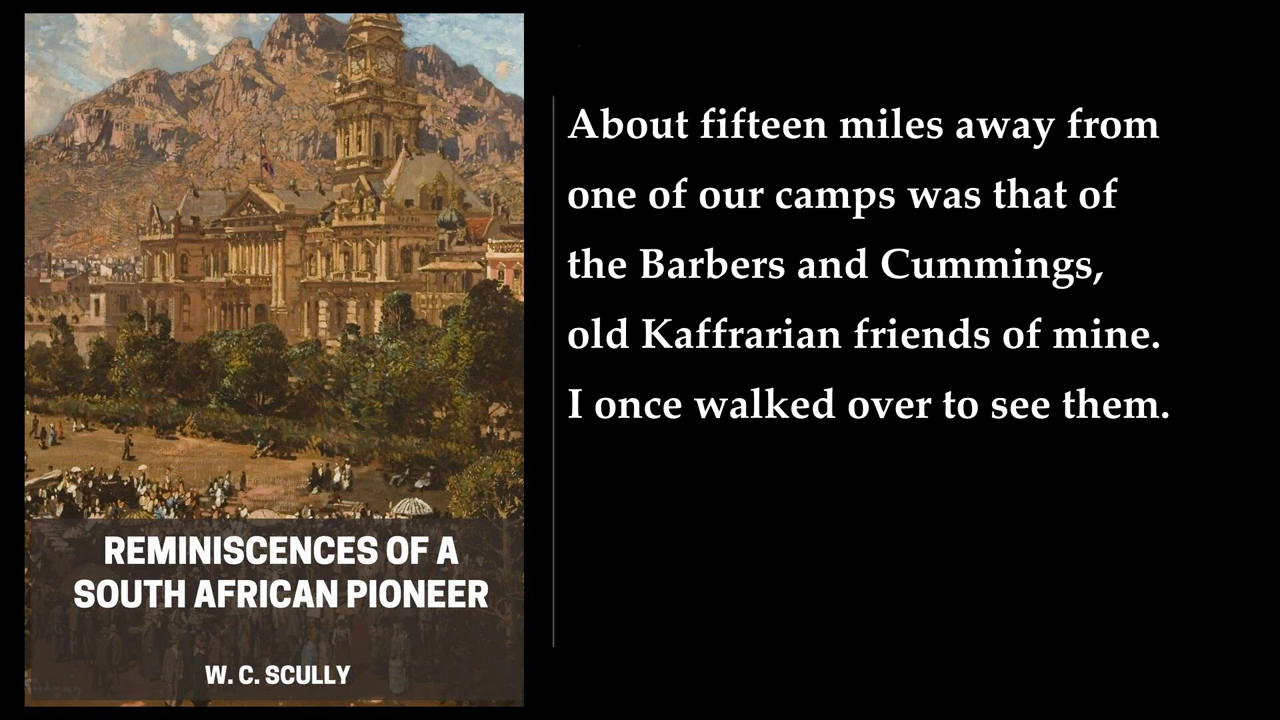 About fifteen miles away from
one of our camps was that of
the Barbers and Cummings,
old Kaffrarian friends of mine.
I once walked over to see them.
REMINISCENCES OF A
SOUTH AFRICAN PIONEER
W. C. SCULLY